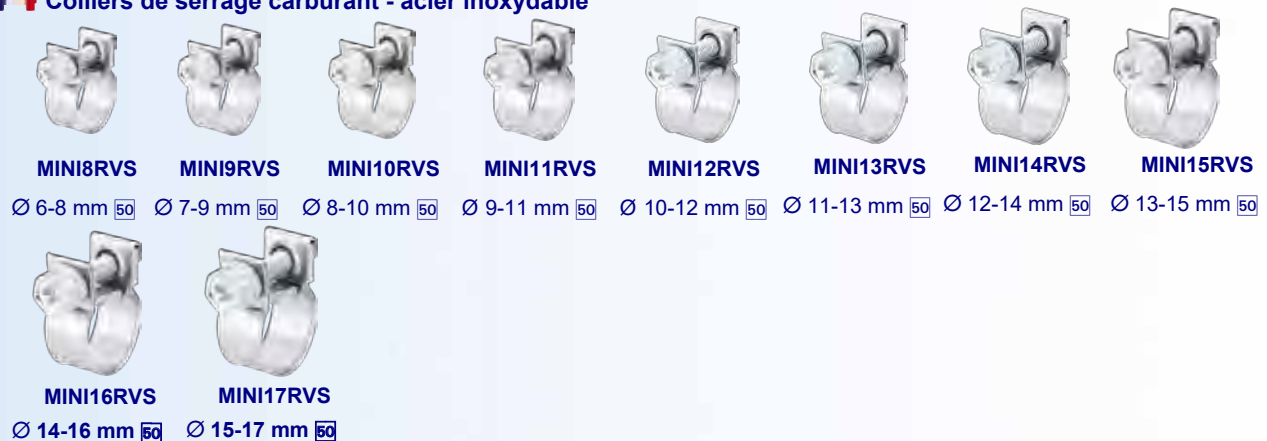 Colliers de serrage carburant - acier inoxydable
MINI8RVS MINI9RVS MINI10RVS MINI11RVS MINI12RVS MINI13RVS MINI14RVS MINI15RVS
Ø 6-8 mm 50 Ø 7-9 mm 50 Ø 8-10 mm 50 Ø 9-11 mm 50 Ø 10-12 mm 50 Ø 11-13 mm 50 Ø 12-14 mm 50 Ø 13-15 mm 50
MINI16RVS MINI17RVS
Ø 14-16 mm 50 Ø 15-17 mm 50